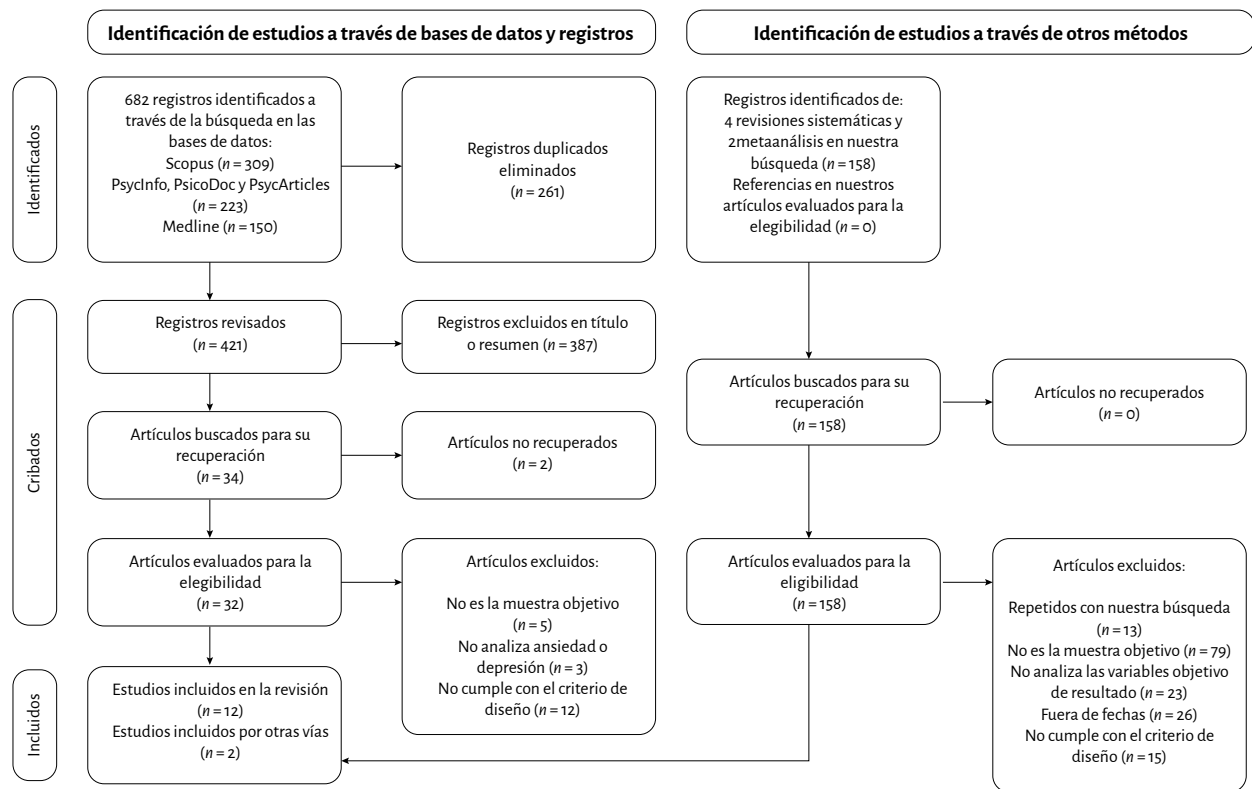 Identificación de estudios a través de bases de datos y registros
Identificación de estudios a través de otros métodos
Identificados
682 registros identificados a
través de la búsqueda en las
bases de datos:
Scopus (n = 309)
PsycInfo, PsicoDoc y PsycArticles
(n = 223)
Medline (n = 150)
Registros duplicados
eliminados
(n = 261)
Registros identificados de:
4 revisiones sistemáticas y
2metaanálisis en nuestra
búsqueda (n = 158)
Referencias en nuestros
artículos evaluados para la
elegibilidad (n = 0)
Cribados
Registros revisados
(n = 421)
Registros excluidos en título
o resumen (n = 387)
Artículos buscados para su
recuperación
(n = 34)
Artículos no recuperados
(n = 2)
Artículos buscados para su
recuperación
(n = 158)
Artículos no recuperados
(n = 0)
Artículos evaluados para la
elegibilidad
(n = 32)
Artículos excluidos:
No es la muestra objetivo
(n = 5)
No analiza ansiedad o
depresión (n = 3)
No cumple con el criterio de
diseño (n = 12)
Artículos evaluados para la
eligibilidad
(n = 158)
Artículos excluidos:
Repetidos con nuestra búsqueda
(n = 13)
No es la muestra objetivo (n = 79)
No analiza las variables objetivo
de resultado (n = 23)
Fuera de fechas (n = 26)
No cumple con el criterio de
diseño (n = 15)
Incluidos
Estudios incluidos en la revisión
(n = 12)
Estudios incluidos por otras vías
(n = 2)